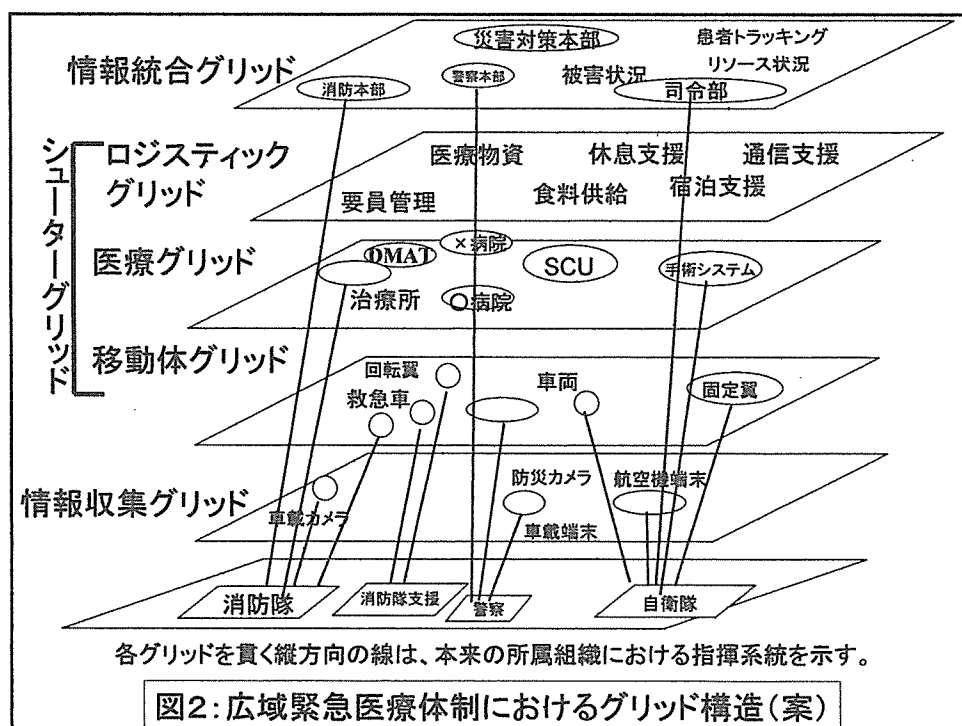 災害対策本部
患者トラッキング
リソース状況
情報統合グリッド
消防本部
警察本部
被害状況
司令部
シューターグリッド
ロジスティック
グリッド
医療物資
休息支援
通信支援
要員管理
食料供給
宿泊支援
医療グリッド
DMAT
×病院
SCU
手術システム
治療所
○病院
移動体グリッド
回転翼
救急車
車両
固定翼
情報収集グリッド
車載カメラ
防災カメラ
航空機端末
車載端末
消防隊
消防隊支援
警察
自衛隊
各グリッドを貫く縦方向の線は、本来の所属組織における指揮系統を示す。
図2:広域緊急医療体制におけるグリッド構造(案)